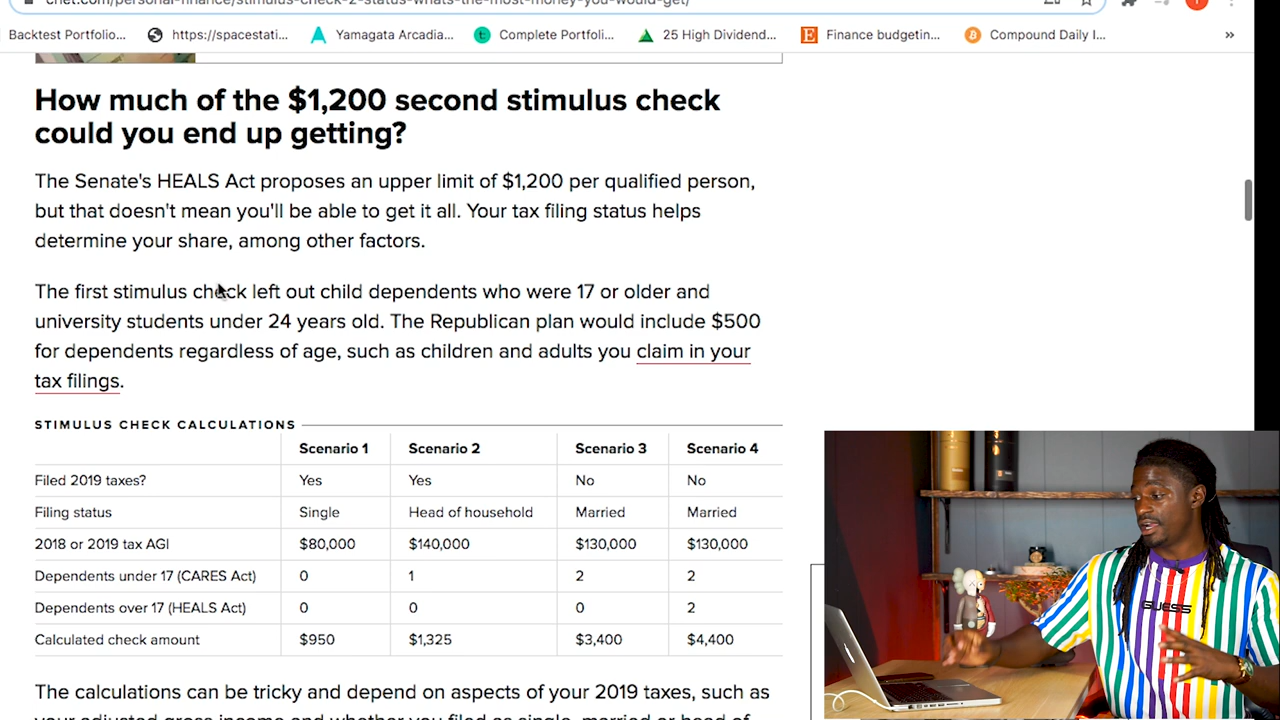 cnet.com/personal-finance/stimulus-check-2-status-whats-the-most-money-you-would-get/
Backtest Portfolio... https://spacestati... Yamagata Arcadia... Complete Portfoli... 25 High Dividend... Finance budgetin... Compound Daily I... »
How much of the $1,200 second stimulus check
could you end up getting?
The Senate's HEALS Act proposes an upper limit of $1,200 per qualified person,
but that doesn't mean you'll be able to get it all. Your tax filing status helps
determine your share, among other factors.
The first stimulus check left out child dependents who were 17 or older and
university students under 24 years old. The Republican plan would include $500
for dependents regardless of age, such as children and adults you claim in your
tax filings.
STIMULUS CHECK CALCULATIONS
Scenario 1 Scenario 2 Scenario 3 Scenario 4
Filed 2019 taxes? Yes Yes No No
Filing status Single Head of household Married Married
2018 or 2019 tax AGI $80,000 $140,000 $130,000 $130,000
Dependents under 17 (CARES Act) 0 1 2 2
Dependents over 17 (HEALS Act) 0 0 0 2
Calculated check amount $950 $1,325 $3,400 $4,400
The calculations can be tricky and depend on aspects of your 2019 taxes, such as
your adjusted gross income and whether you filed as single, married or head of
GUESS